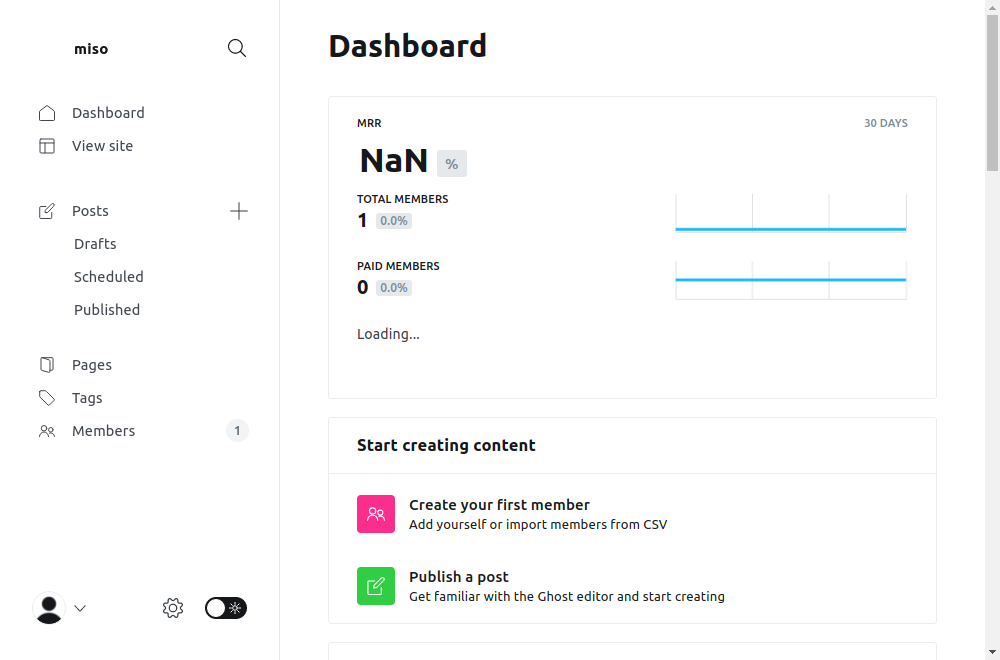 miso
Dashboard
View site
Posts
Drafts
Scheduled
Published
Pages
Tags
Members 1
Dashboard
MRR 30 DAYS
NaN %
TOTAL MEMBERS
1 0.0%
PAID MEMBERS
0 0.0%
Loading...
Start creating content
Create your first member
Add yourself or import members from CSV
Publish a post
Get familiar with the Ghost editor and start creating